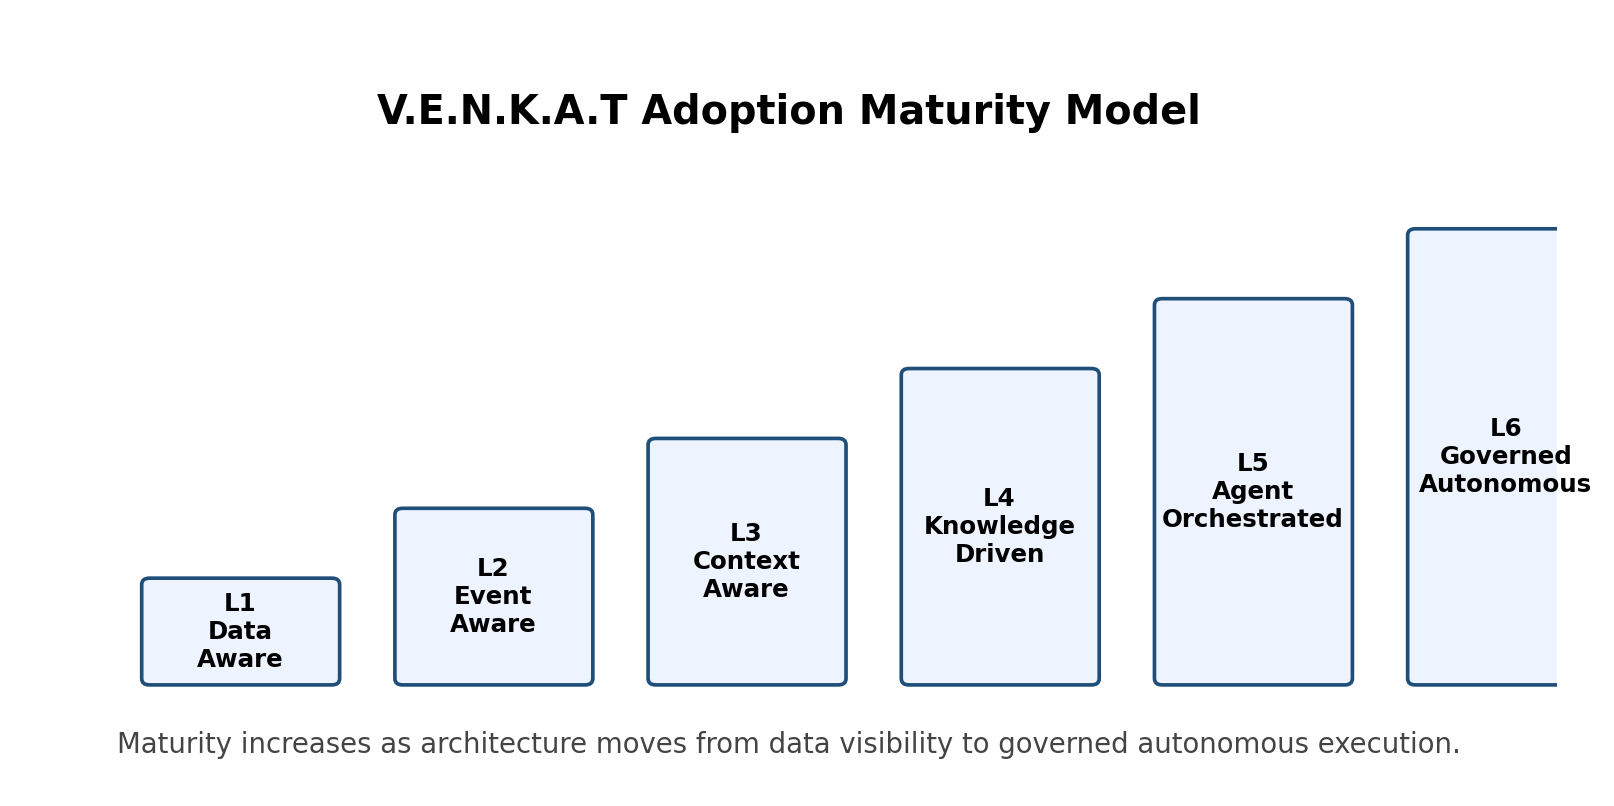 V.E.N.K.A.T Adoption Maturity Model
L1
Data
Aware
L2
Event
Aware
L3
Context
Aware
L4
Knowledge
Driven
L5
Agent
Orchestrated
L6
Governed
Autonomous
Maturity increases as architecture moves from data visibility to governed autonomous execution.